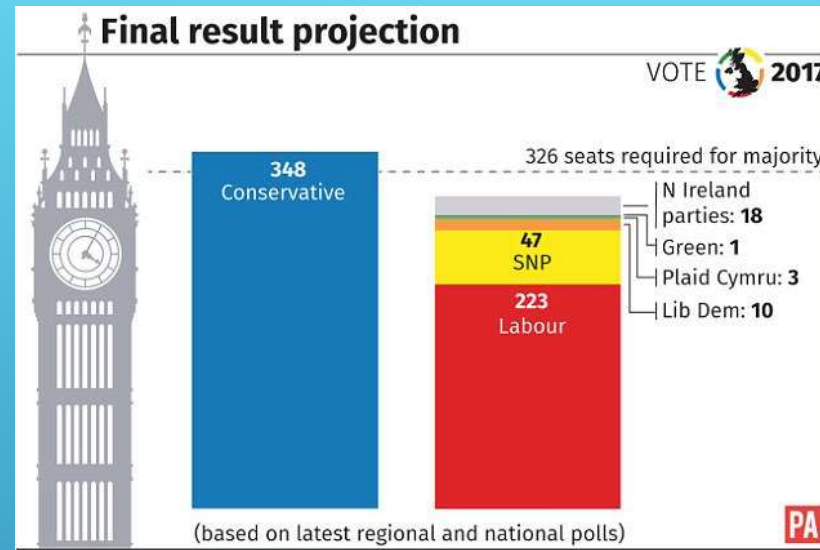 Final result projection
VOTE 2017
326 seats required for majority
348
Conservative
N Ireland
parties: 18
Green: 1
Plaid Cymru: 3
Lib Dem: 10
47
SNP
223
Labour
(based on latest regional and national polls)
PA